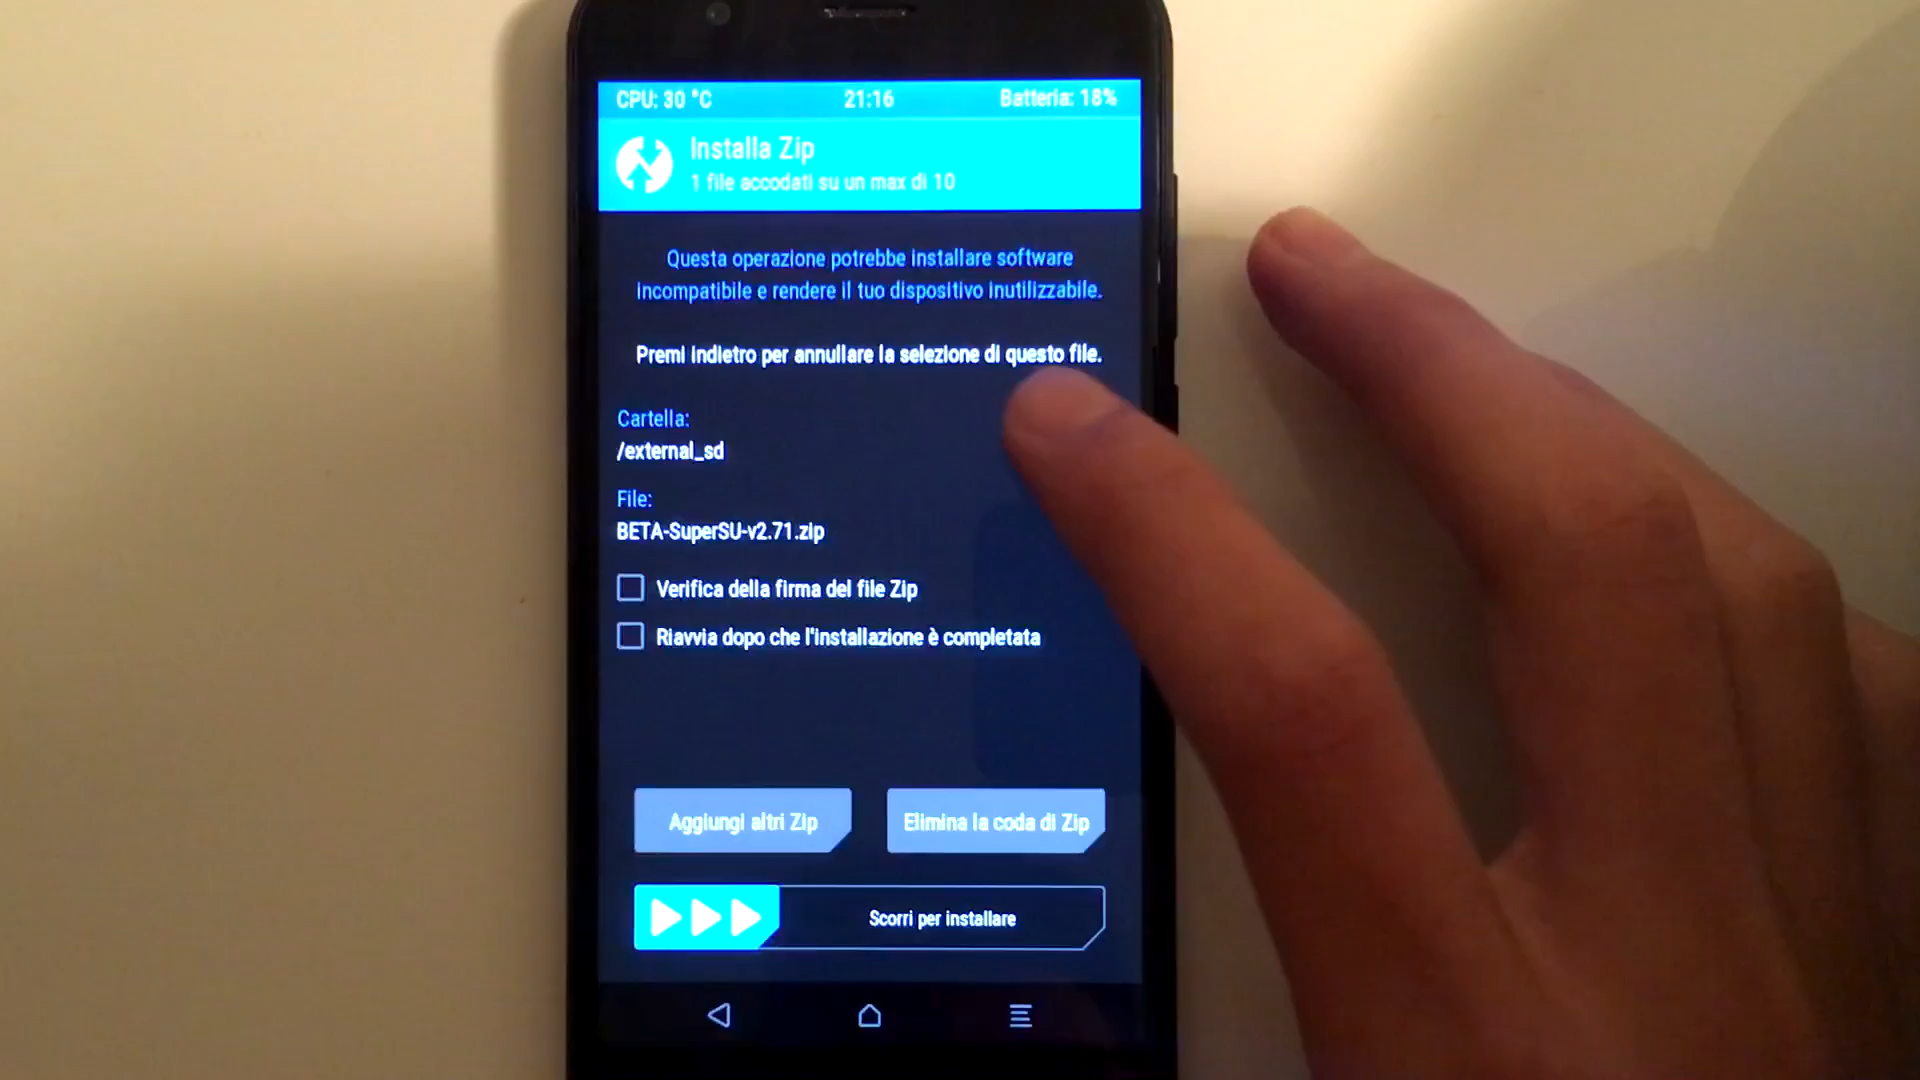 CPU: 30 °C 21:16 Batteria: 18%
Installa Zip
1 file accodati su un max di 10
Questa operazione potrebbe installare software
incompatibile e rendere il tuo dispositivo inutilizzabile.
Premi indietro per annullare la selezione di questo file.
Cartella:
/external_sd
File:
BETA-SuperSU-v2.71.zip
Verifica della firma del file Zip
Riavvia dopo che l'installazione è completata
Aggiungi altri Zip
Elimina la coda di Zip
Scorri per installare